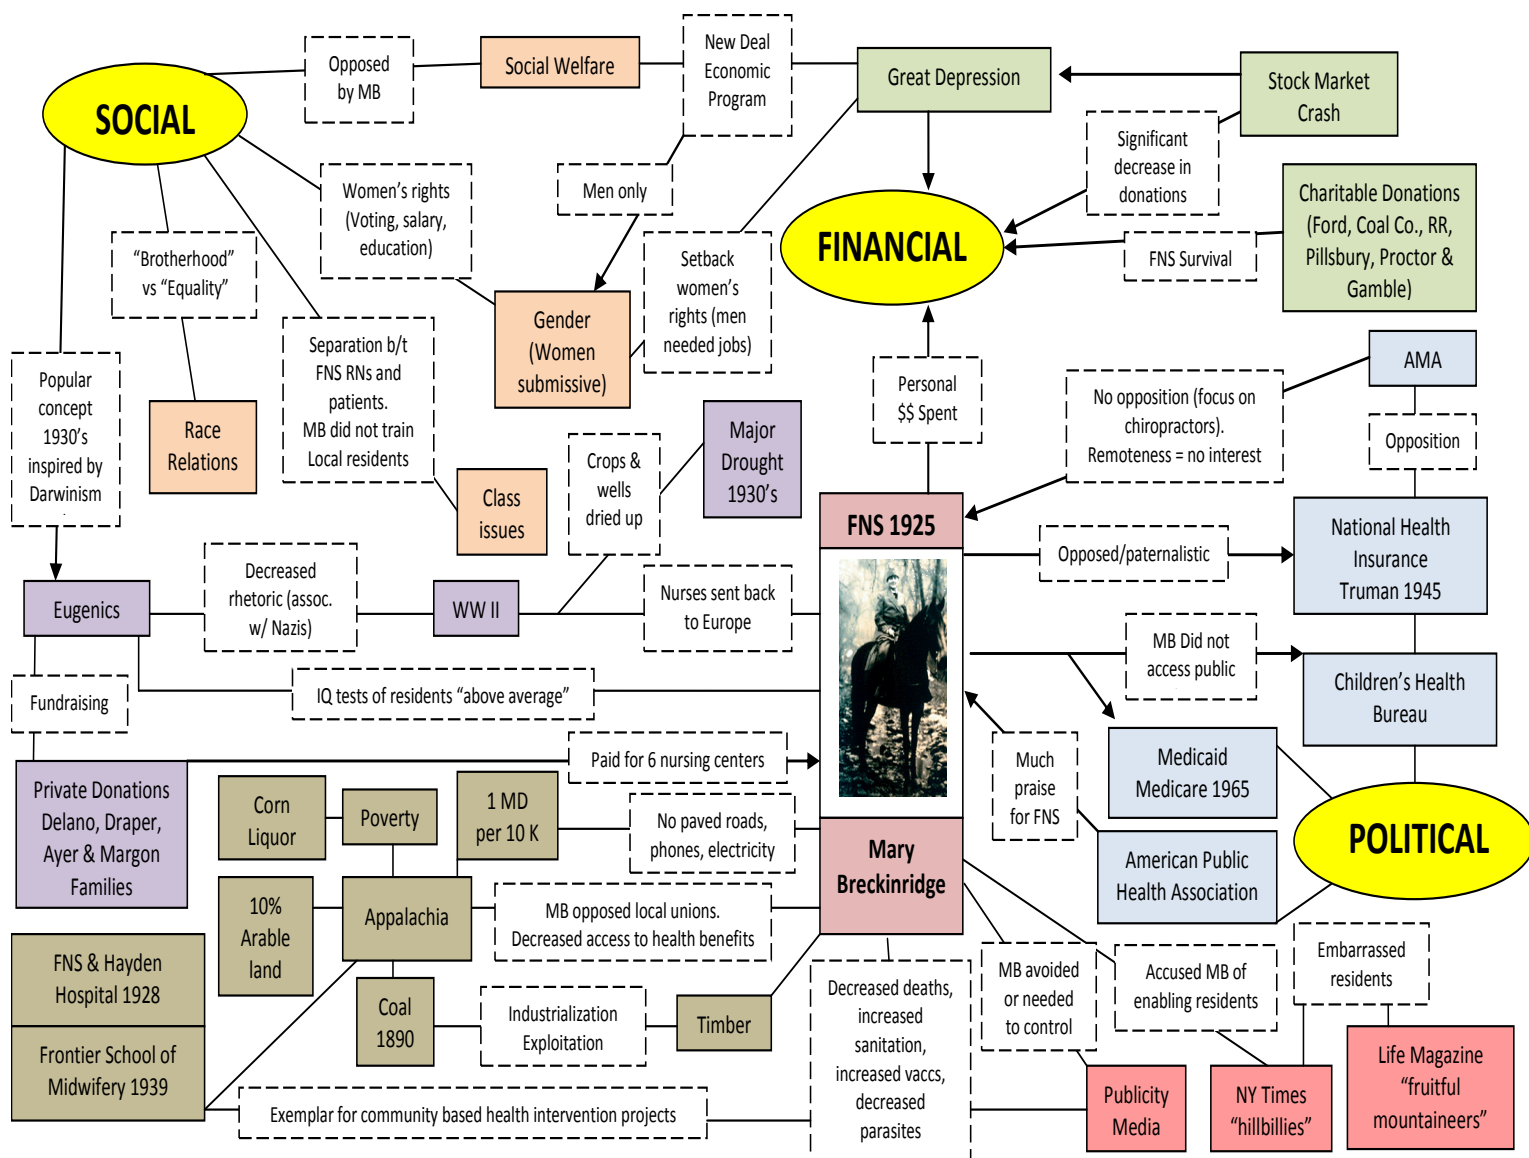 Opposed
by MB
Social Welfare
New Deal
Economic
Program
Great Depression
Stock Market
Crash
SOCIAL
Significant
decrease in
donations
Women's rights
(Voting, salary,
education)
Men only
FINANCIAL
Charitable Donations
(Ford, Coal Co., RR,
Pillsbury, Proctor &
Gamble)
"Brotherhood"
vs "Equality"
Setback
women's
rights (men
needed jobs)
FNS Survival
Gender
(Women
submissive)
Separation b/t
FNS RNs and
patients.
MB did not train
Local residents
Popular
concept
1930's
inspired by
Darwinism
.
Personal
$$ Spent
AMA
No opposition (focus on
chiropractors).
Remoteness = no interest
Race
Relations
Major
Drought
1930's
Opposition
Crops &
wells
dried up
Class
issues
FNS 1925
National Health
Insurance
Truman 1945
Opposed/paternalistic
Eugenics
Decreased
rhetoric (assoc.
w/ Nazis)
WW II
Nurses sent back
to Europe
MB Did not
access public
Fundraising
IQ tests of residents "above average"
Children's Health
Bureau
Paid for 6 nursing centers
Much
praise
for FNS
Medicaid
Medicare 1965
Private Donations
Delano, Draper,
Ayer & Margon
Families
Corn
Liquor
Poverty
1 MD
per 10 K
No paved roads,
phones, electricity
Mary
Breckinridge
American Public
Health Association
POLITICAL
10%
Arable
land
Appalachia
MB opposed local unions.
Decreased access to health benefits
FNS & Hayden
Hospital 1928
Frontier School of
Midwifery 1939
Coal
1890
Industrialization
Exploitation
Timber
Decreased deaths,
increased
sanitation,
increased vaccs,
decreased
parasites
MB avoided
or needed
to control
Accused MB of
enabling residents
Embarrassed
residents
Exemplar for community based health intervention projects
Publicity
Media
NY Times
"hillbillies"
Life Magazine
"fruitful
mountaineers"